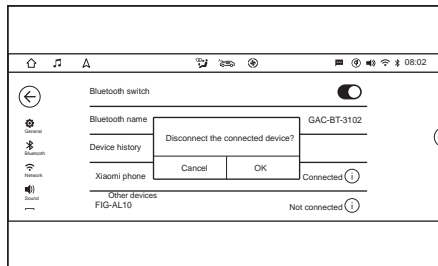 08:02
Bluetooth switch
General
Bluetooth name
GAC-BT-3102
Disconnect the connected device?
Device history
Bluetooth
Cancel
OK
Xiaomi phone
Connected
Network
Other devices
FIG-AL10
Not connected
Sound